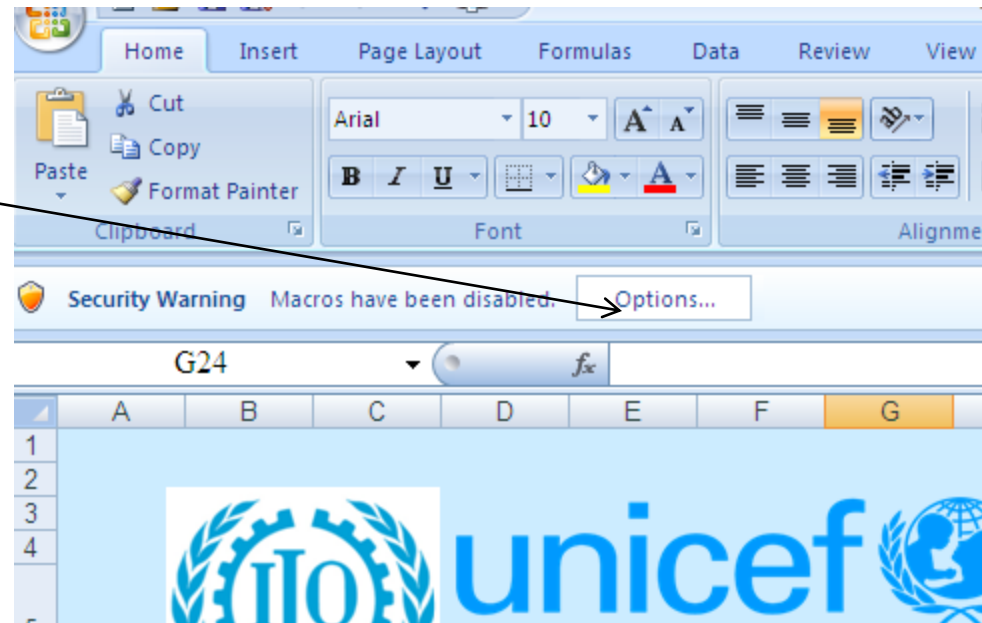 Home Insert Page Layout Formulas Data Review View
Cut
Arial 10 A A
Copy
Paste
B I U A
Format Painter
Clipboard Font Alignme
Security Warning Macros have been disabled. Options...
G24 fx
A B C D E F G
1
2
3
4
ILO unicef